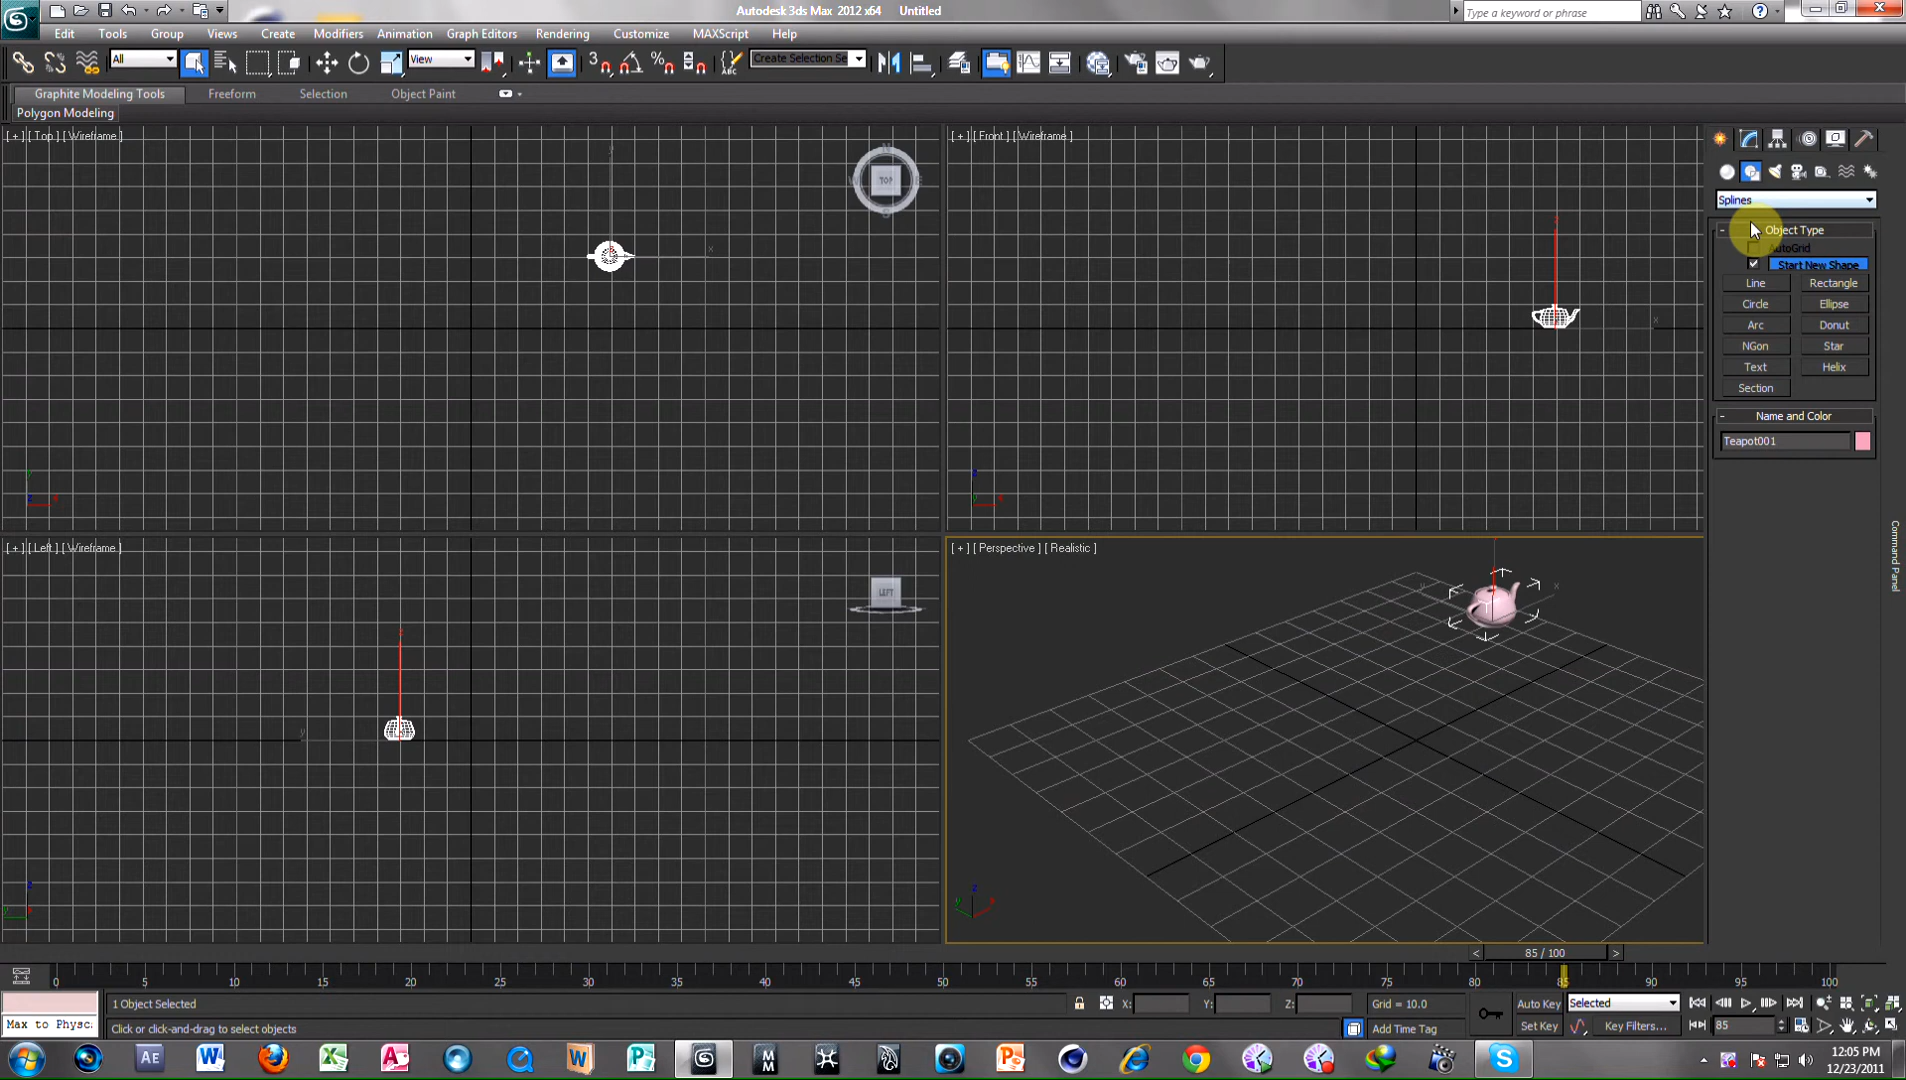 Autodesk 3ds Max 2012 x64 Untitled
Type a keyword or phrase
Edit Tools Group Views Create Modifiers Animation Graph Editors Rendering Customize MAXScript Help
All View Create Selection Se
Graphite Modeling Tools Freeform Selection Object Paint
Polygon Modeling
[ + ] [ Top ] [ Wireframe ]
[ + ] [ Front ] [ Wireframe ]
TOP
Splines
- Object Type
AutoGrid
Start New Shape
Line Rectangle
Circle Ellipse
Arc Donut
NGon Star
Text Helix
Section
- Name and Color
Teapot001
Command Panel
[ + ] [ Left ] [ Wireframe ]
[ + ] [ Perspective ] [ Realistic ]
LEFT
< 85 / 100 >
0 5 10 15 20 25 30 35 40 45 50 55 60 65 70 75 80 85 90 95 100
1 Object Selected X: Y: Z: Grid = 10.0 Auto Key Selected
Max to Physc:
Click or click-and-drag to select objects Add Time Tag Set Key Key Filters... 85
12:05 PM
12/23/2011